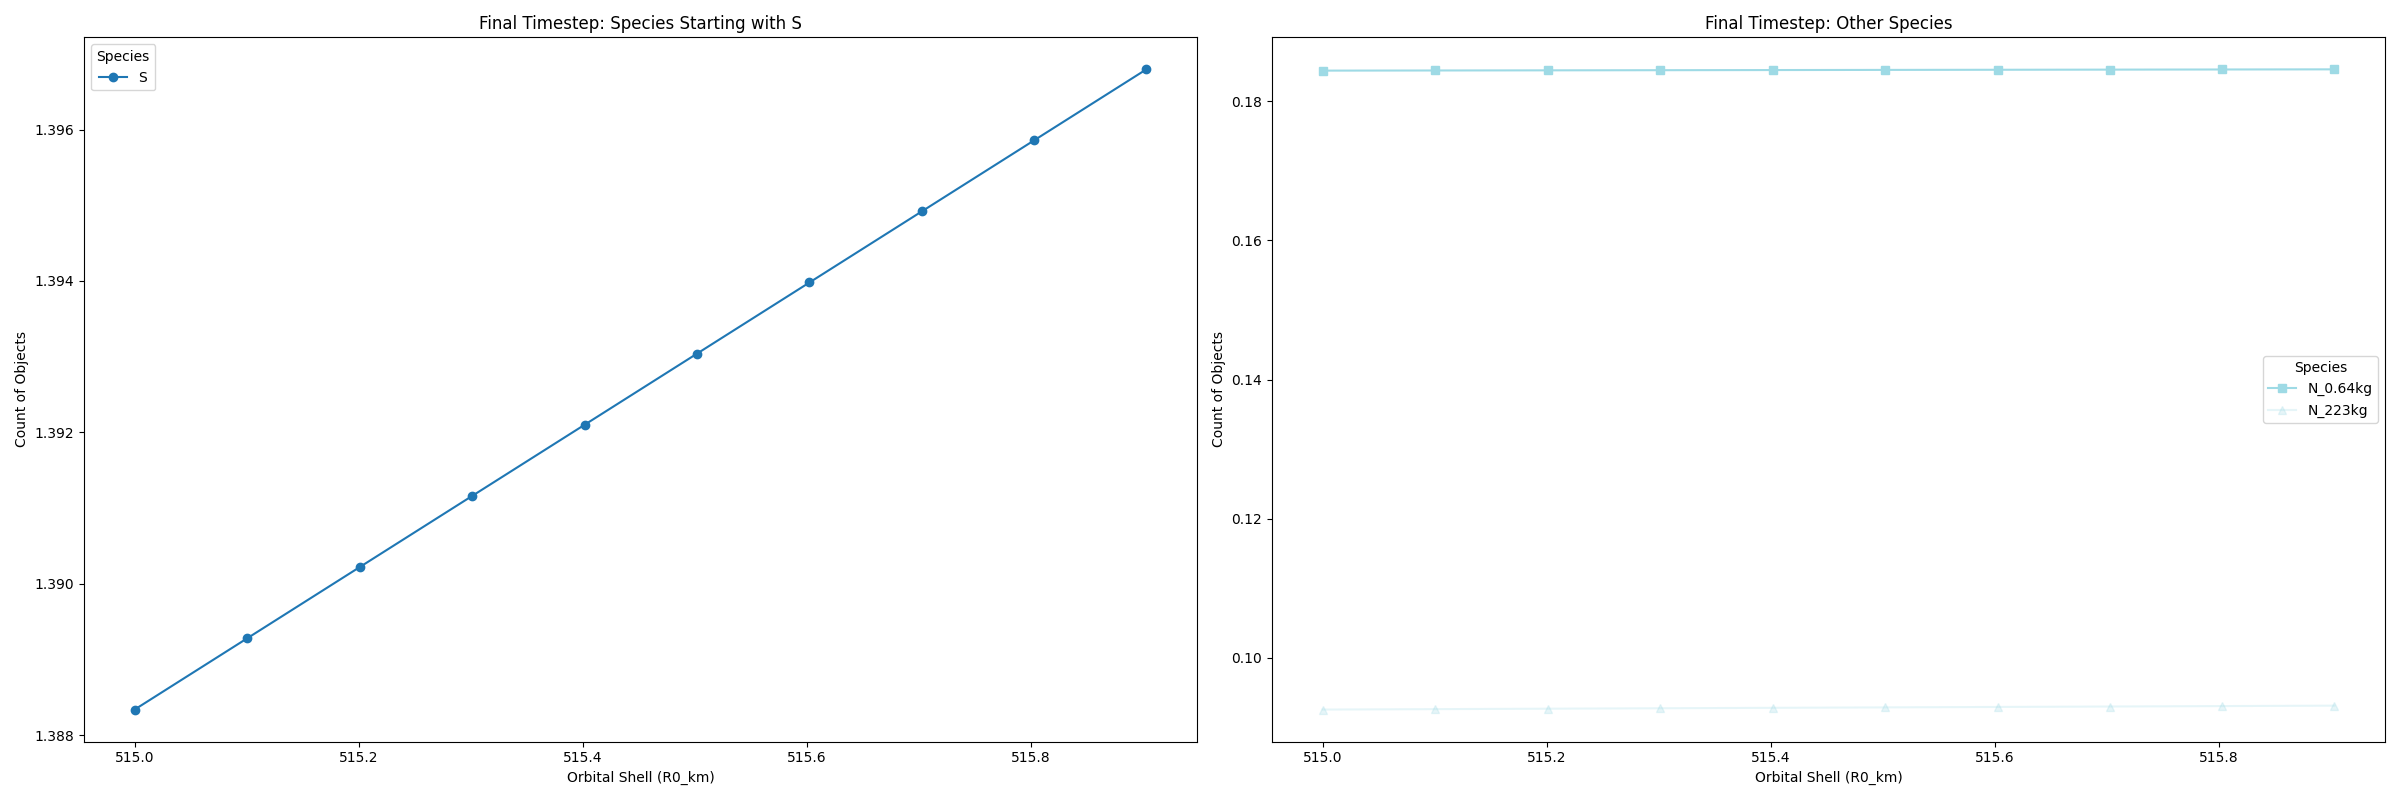 Final Timestep: Species Starting with S
Species
S
1.396
1.394
1.392
1.390
1.388
Count of Objects
515.0 515.2 515.4 515.6 515.8
Orbital Shell (R0_km)
Final Timestep: Other Species
0.18
0.16
0.14
0.12
0.10
Count of Objects
Species
N_0.64kg
N_223kg
515.0 515.2 515.4 515.6 515.8
Orbital Shell (R0_km)